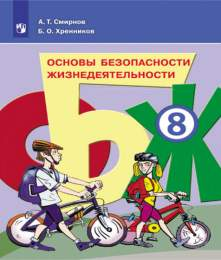 А. Т. Смирнов
Б. О. Хренников
ОСНОВЫ БЕЗОПАСНОСТИ
ЖИЗНЕДЕЯТЕЛЬНОСТИ
ОБЖ
8